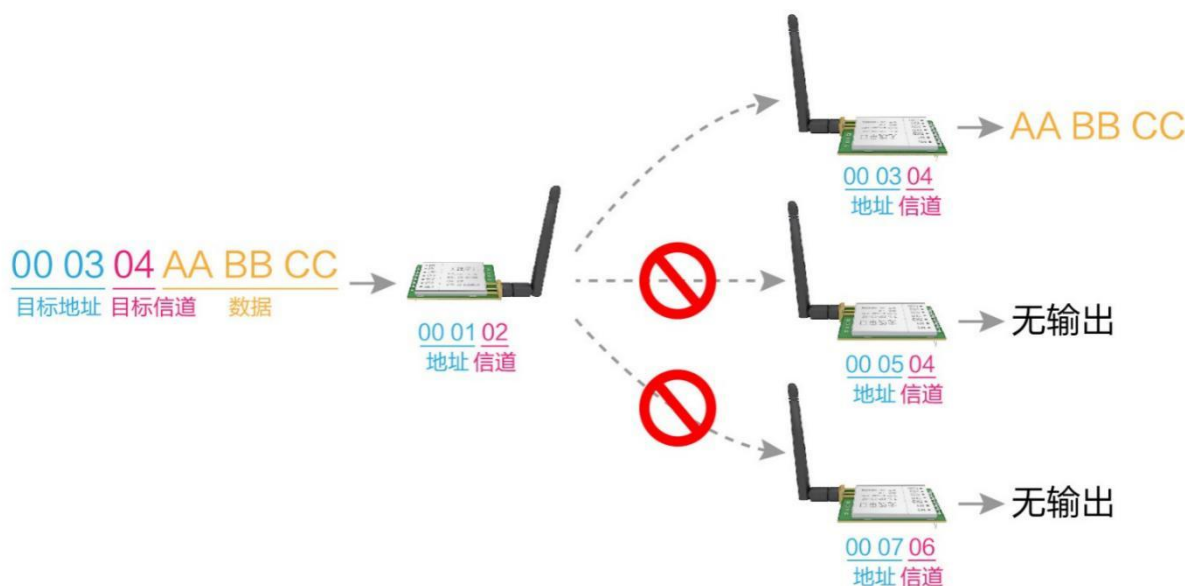 AA BB CC
00 03 04
地址 信道
00 03 04 AA BB CC
目标地址 目标信道 数据
00 01 02
地址 信道
无输出
00 05 04
地址 信道
无输出
00 07 06
地址 信道